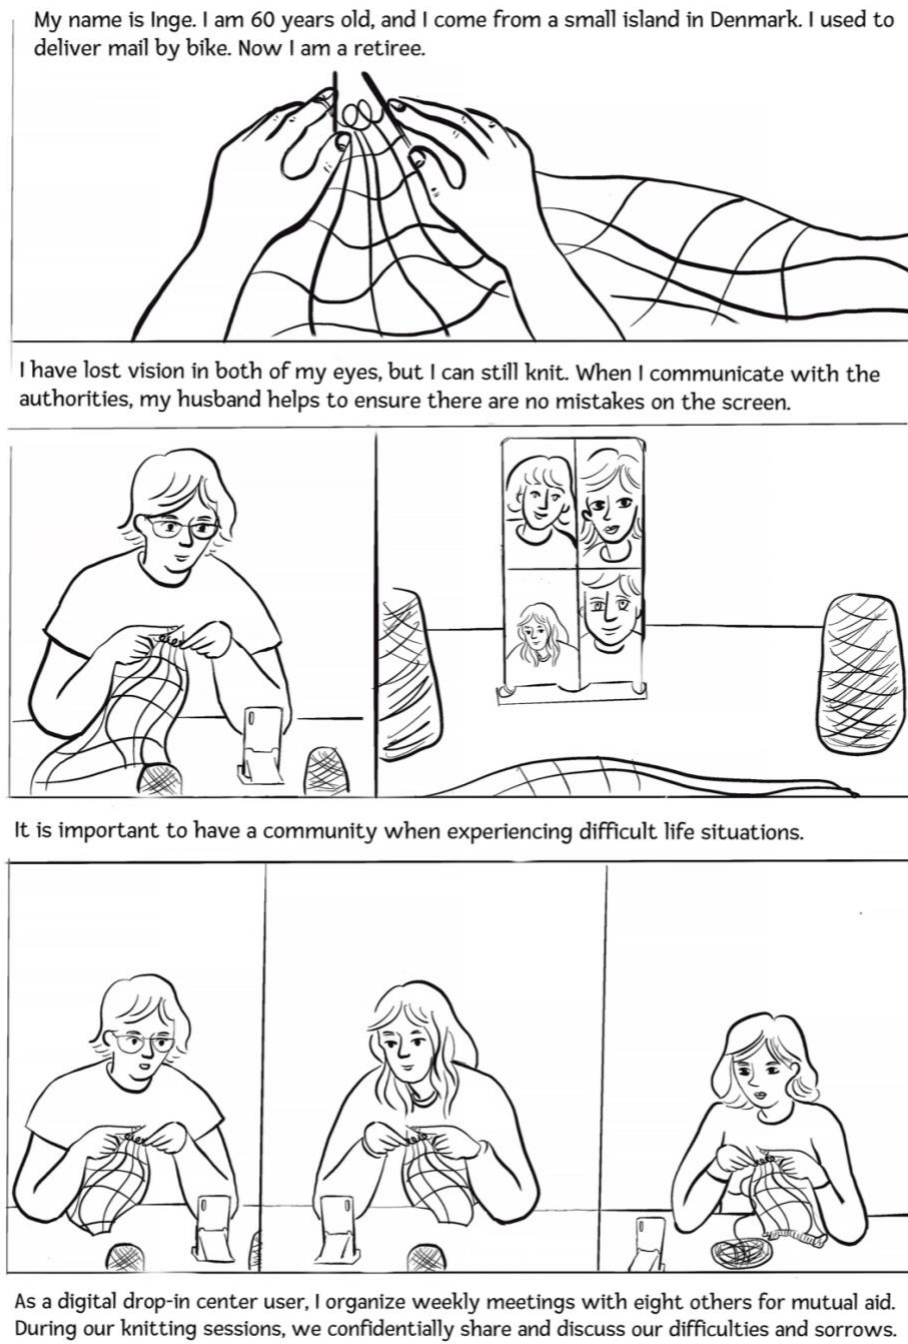 My name is Inge. I am 60 years old, and I come from a small island in Denmark. I used to
deliver mail by bike. Now I am a retiree.
I have lost vision in both of my eyes, but I can still knit. When I communicate with the
authorities, my husband helps to ensure there are no mistakes on the screen.
It is important to have a community when experiencing difficult life situations.
As a digital drop-in center user, I organize weekly meetings with eight others for mutual aid.
During our knitting sessions, we confidentially share and discuss our difficulties and sorrows.